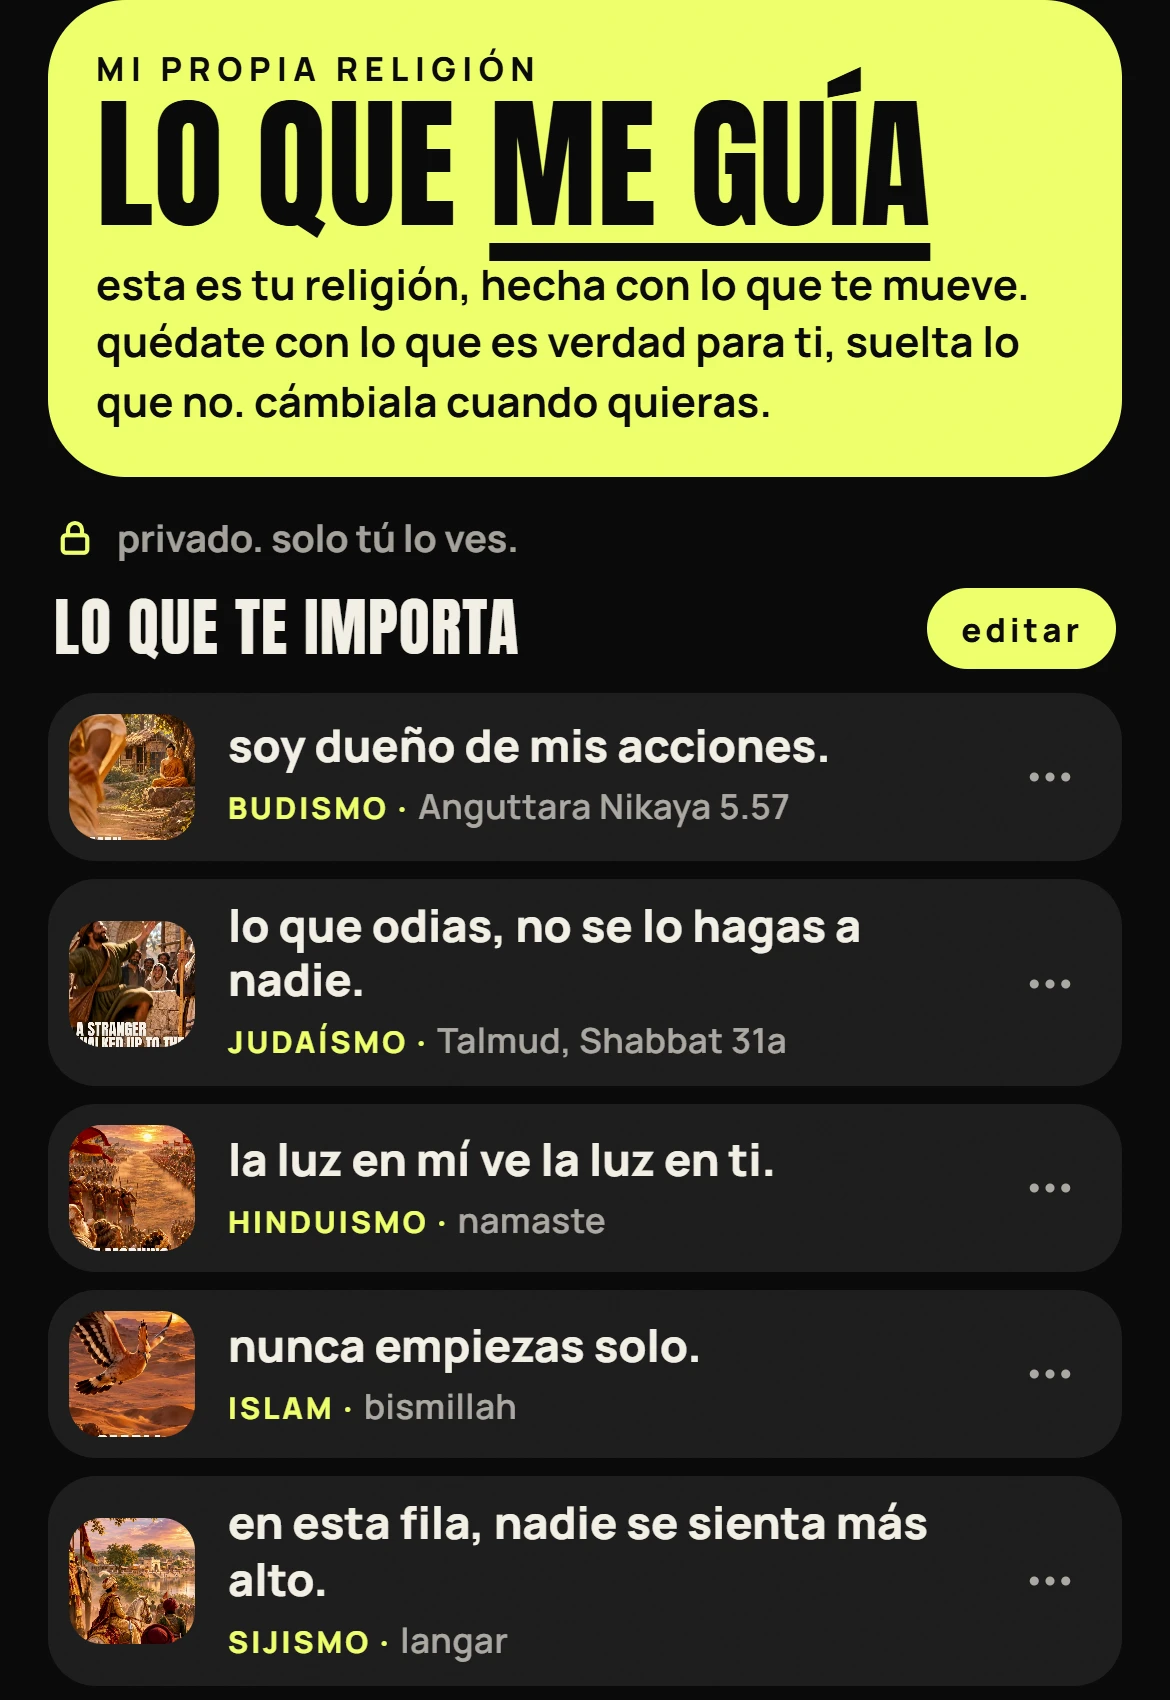 MI PROPIA RELIGIÓN
LO QUE ME GUÍA
esta es tu religión, hecha con lo que te mueve.
quédate con lo que es verdad para ti, suelta lo
que no. cámbiala cuando quieras.
privado. solo tú lo ves.
LO QUE TE IMPORTA
editar
soy dueño de mis acciones.
BUDISMO · Anguttara Nikaya 5.57
lo que odias, no se lo hagas a
nadie.
JUDAÍSMO · Talmud, Shabbat 31a
A STRANGER
WALKED UP TO THE
la luz en mí ve la luz en ti.
HINDUISMO · namaste
nunca empiezas solo.
ISLAM · bismillah
en esta fila, nadie se sienta más
alto.
SIJISMO · langar